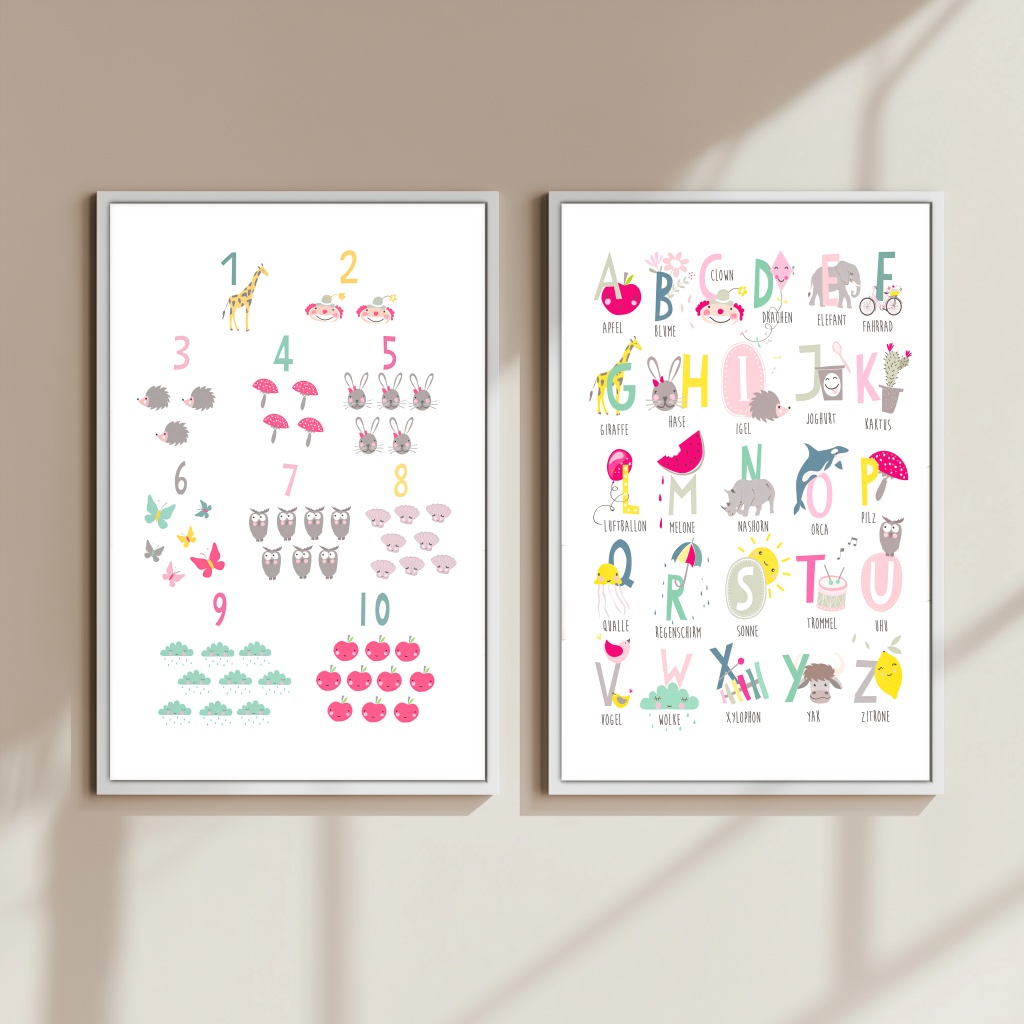 1 2
3 4 5
6 7 8
9 10
A B C D E F
CLOWN
APFEL BLUME DRACHEN ELEFANT FAHRRAD
G H I J K
GIRAFFE HASE IGEL JOGHURT KAKTUS
L M N O P
LUFTBALLON MELONE NASHORN ORCA PILZ
Q R S T U
QUALLE REGENSCHIRM SONNE TROMMEL UHU
V W X Y Z
VOGEL WOLKE XYLOPHON YAK ZITRONE